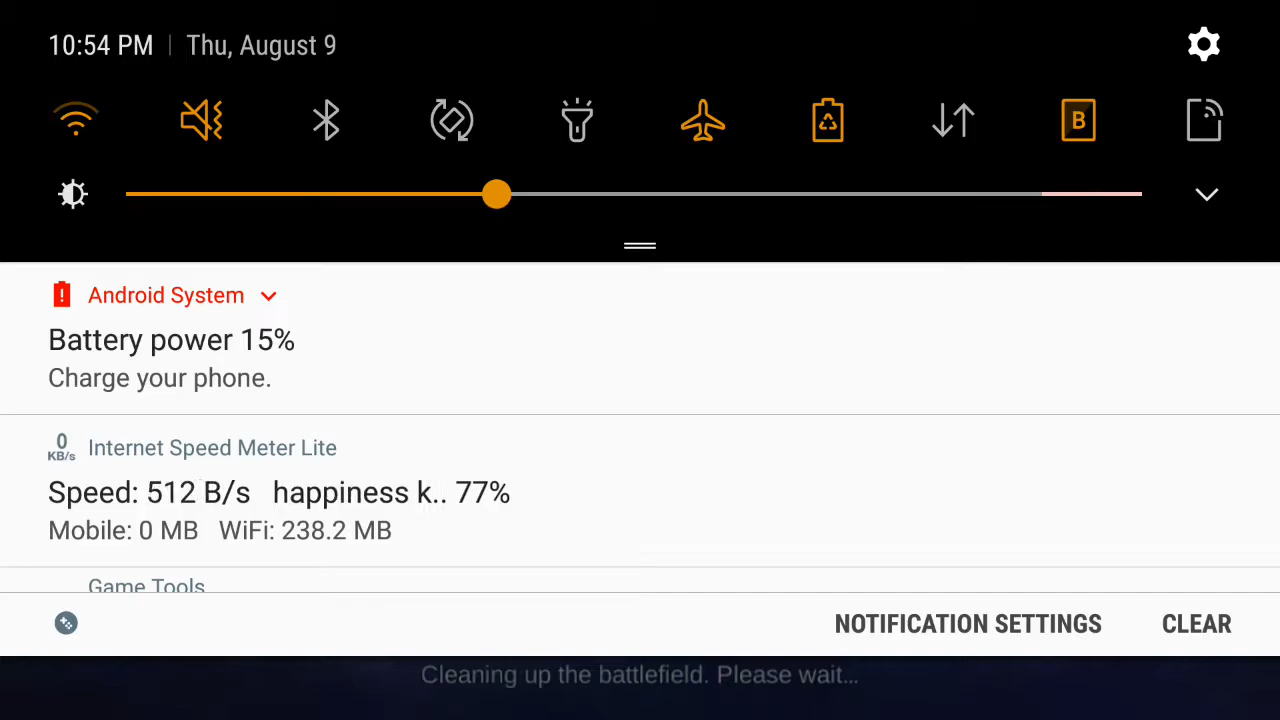 10:54 PM | Thu, August 9
B
Android System
Battery power 15%
Charge your phone.
0 KB/s Internet Speed Meter Lite
Speed: 512 B/s happiness k.. 77%
Mobile: 0 MB WiFi: 238.2 MB
Game Tools
NOTIFICATION SETTINGS CLEAR
Cleaning up the battlefield. Please wait...